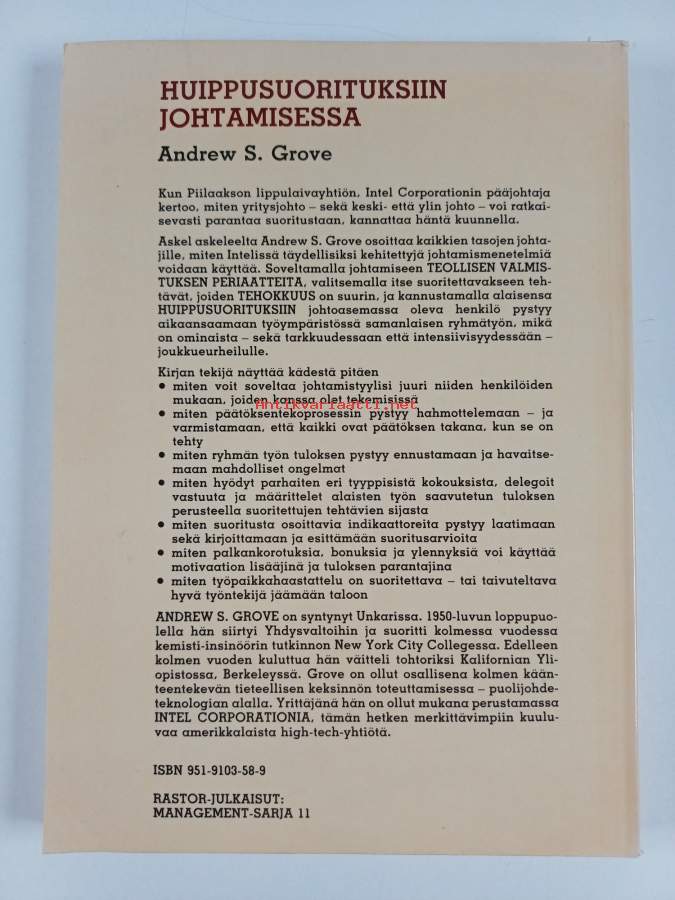 HUIPPUSUORITUKSIIN
JOHTAMISESSA
Andrew S. Grove
Kun Piilaakson lippulaivayhtiön, Intel Corporationin pääjohtaja
kertoo, miten yritysjohto – sekä keski- että ylin johto – voi ratkai-
sevasti parantaa suoritustaan, kannattaa häntä kuunnella.
Askel askeleelta Andrew S. Grove osoittaa kaikkien tasojen johta-
jille, miten Intelissä täydellisiksi kehitettyjä johtamismenetelmiä
voidaan käyttää. Soveltamalla johtamiseen TEOLLISEN VALMIS-
TUKSEN PERIAATTEITA, valitsemalla itse suoritettavakseen teh-
tävät, joiden TEHOKKUUS on suurin, ja kannustamalla alaisensa
HUIPPUSUORITUKSIIN johtoasemassa oleva henkilö pystyy
aikaansaamaan työympäristössä samanlaisen ryhmätyön, mikä
on ominaista – sekä tarkkuudessaan että intensiivisyydessään –
joukkueurheilulle.
Kirjan tekijä näyttää kädestä pitäen
• miten voit soveltaa johtamistyylisi juuri niiden henkilöiden
mukaan, joiden kanssa olet tekemisissä
Antikvariaatti.net
• miten päätöksentekoprosessin pystyy hahmottelemaan – ja
varmistamaan, että kaikki ovat päätöksen takana, kun se on
tehty
• miten ryhmän työn tuloksen pystyy ennustamaan ja havaitse-
maan mahdolliset ongelmat
• miten hyödyt parhaiten eri tyyppisistä kokouksista, delegoit
vastuuta ja määrittelet alaisten työn saavutetun tuloksen
perusteella suoritettujen tehtävien sijasta
• miten suoritusta osoittavia indikaattoreita pystyy laatimaan
sekä kirjoittamaan ja esittämään suoritusarvioita
• miten palkankorotuksia, bonuksia ja ylennyksiä voi käyttää
motivaation lisääjinä ja tuloksen parantajina
• miten työpaikkahaastattelu on suoritettava – tai taivuteltava
hyvä työntekijä jäämään taloon
ANDREW S. GROVE on syntynyt Unkarissa. 1950-luvun loppupuo-
lella hän siirtyi Yhdysvaltoihin ja suoritti kolmessa vuodessa
kemisti-insinöörin tutkinnon New York City Collegessa. Edelleen
kolmen vuoden kuluttua hän väitteli tohtoriksi Kalifornian Yli-
opistossa, Berkeleyssä. Grove on ollut osallisena kolmen kään-
teentekevän tieteellisen keksinnön toteuttamisessa – puolijohde-
teknologian alalla. Yrittäjänä hän on ollut mukana perustamassa
INTEL CORPORATIONIA, tämän hetken merkittävimpiin kuulu-
vaa amerikkalaista high-tech-yhtiötä.
ISBN 951-9103-58-9
RASTOR-JULKAISUT:
MANAGEMENT-SARJA 11